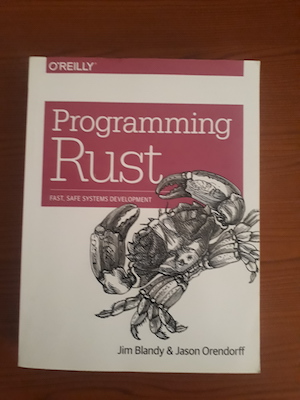 O'REILLY
Programming
Rust
FAST, SAFE SYSTEMS DEVELOPMENT
Jim Blandy & Jason Orendorff